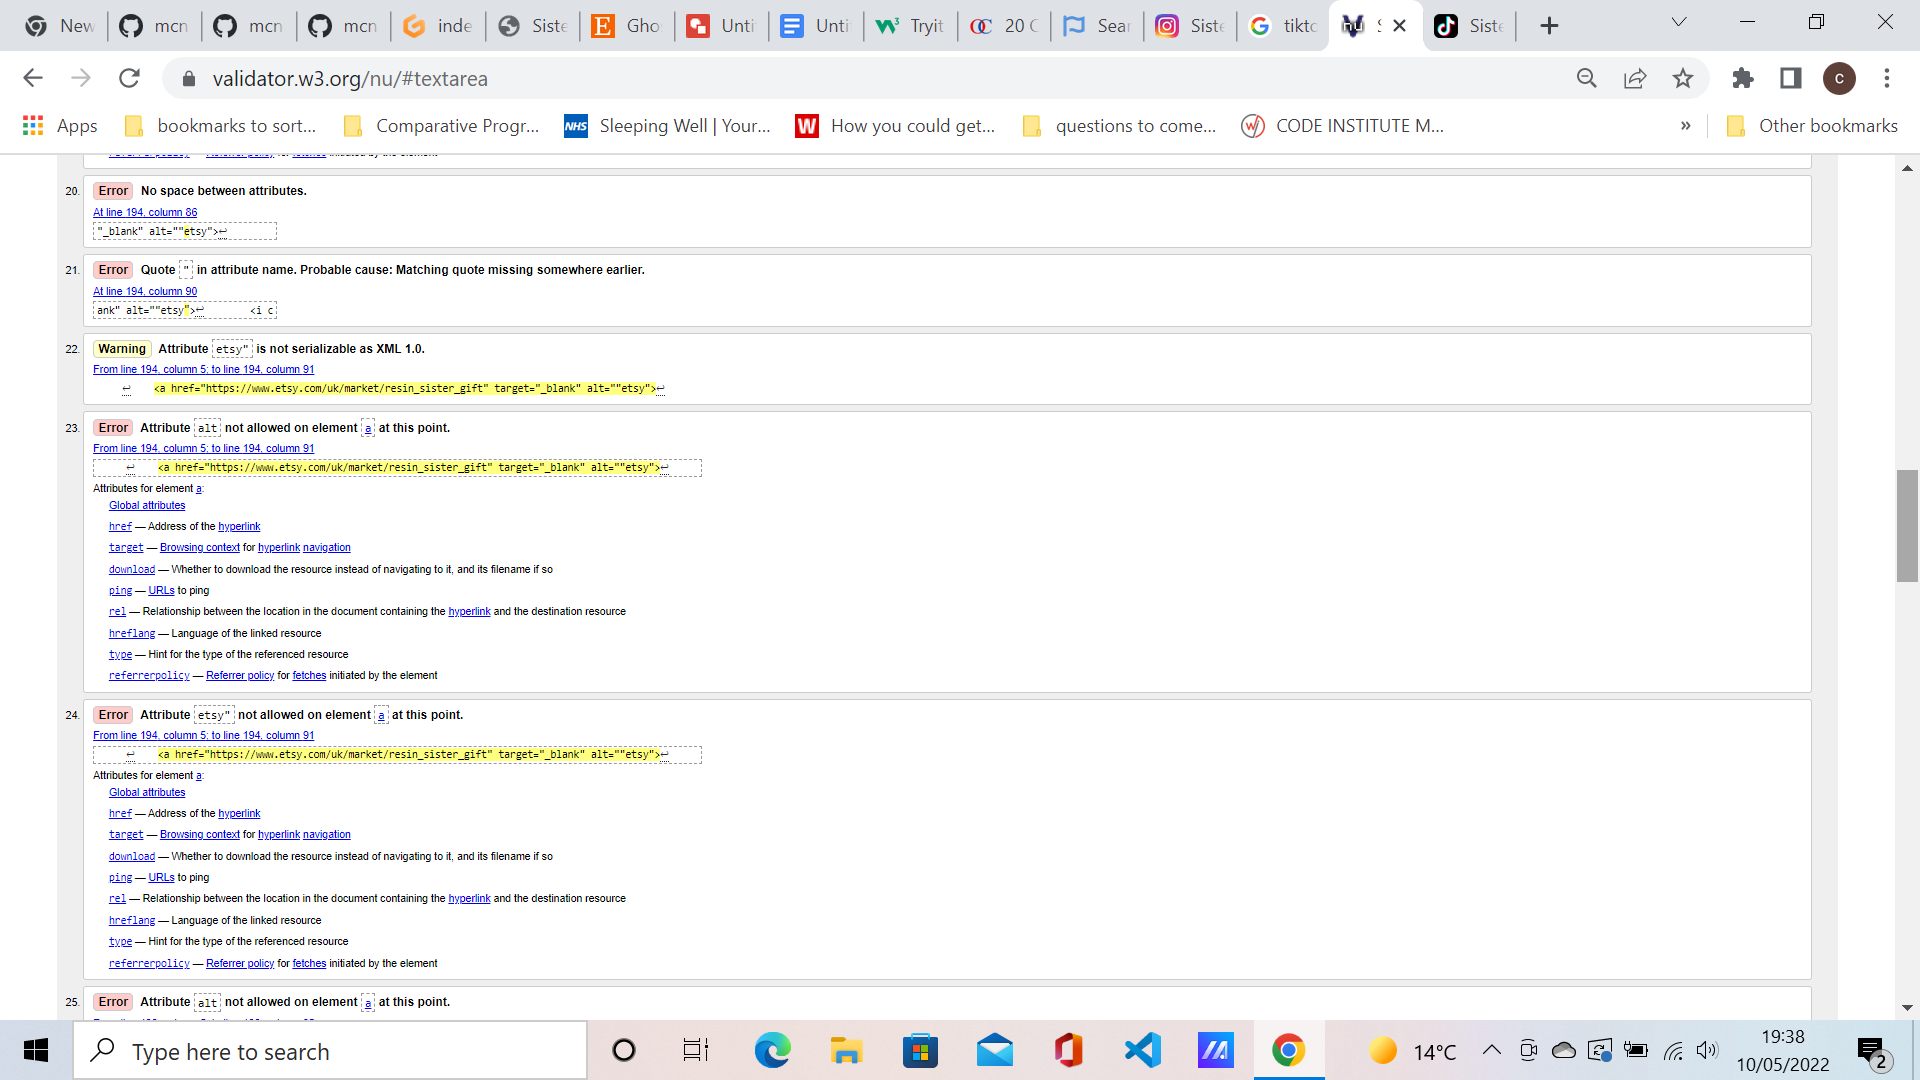 New
mcn
mcn
mcn
inde
Siste
Gho
Unti
Unti
Tryit
20 C
Sear
Siste
tikto
S
Siste
validator.w3.org/nu/#textarea
c
Apps
bookmarks to sort...
Comparative Progr...
NHS
Sleeping Well | Your...
W
How you could get...
questions to come...
CODE INSTITUTE M...
»
Other bookmarks
referrerpolicy — Referrer policy for fetches initiated by the element
20. Error No space between attributes.
At line 194, column 86
"_blank" alt=""etsy">↩
21. Error Quote " in attribute name. Probable cause: Matching quote missing somewhere earlier.
At line 194, column 90
ank" alt=""etsy">↩ <i c
22. Warning Attribute etsy" is not serializable as XML 1.0.
From line 194, column 5; to line 194, column 91
↩ <a href="https://www.etsy.com/uk/market/resin_sister_gift" target="_blank" alt=""etsy">↩
23. Error Attribute alt not allowed on element a at this point.
From line 194, column 5; to line 194, column 91
↩ <a href="https://www.etsy.com/uk/market/resin_sister_gift" target="_blank" alt=""etsy">↩
Attributes for element a:
Global attributes
href — Address of the hyperlink
target — Browsing context for hyperlink navigation
download — Whether to download the resource instead of navigating to it, and its filename if so
ping — URLs to ping
rel — Relationship between the location in the document containing the hyperlink and the destination resource
hreflang — Language of the linked resource
type — Hint for the type of the referenced resource
referrerpolicy — Referrer policy for fetches initiated by the element
24. Error Attribute etsy" not allowed on element a at this point.
From line 194, column 5; to line 194, column 91
↩ <a href="https://www.etsy.com/uk/market/resin_sister_gift" target="_blank" alt=""etsy">↩
Attributes for element a:
Global attributes
href — Address of the hyperlink
target — Browsing context for hyperlink navigation
download — Whether to download the resource instead of navigating to it, and its filename if so
ping — URLs to ping
rel — Relationship between the location in the document containing the hyperlink and the destination resource
hreflang — Language of the linked resource
type — Hint for the type of the referenced resource
referrerpolicy — Referrer policy for fetches initiated by the element
25. Error Attribute alt not allowed on element a at this point.
Type here to search
14°C
19:38
10/05/2022
2